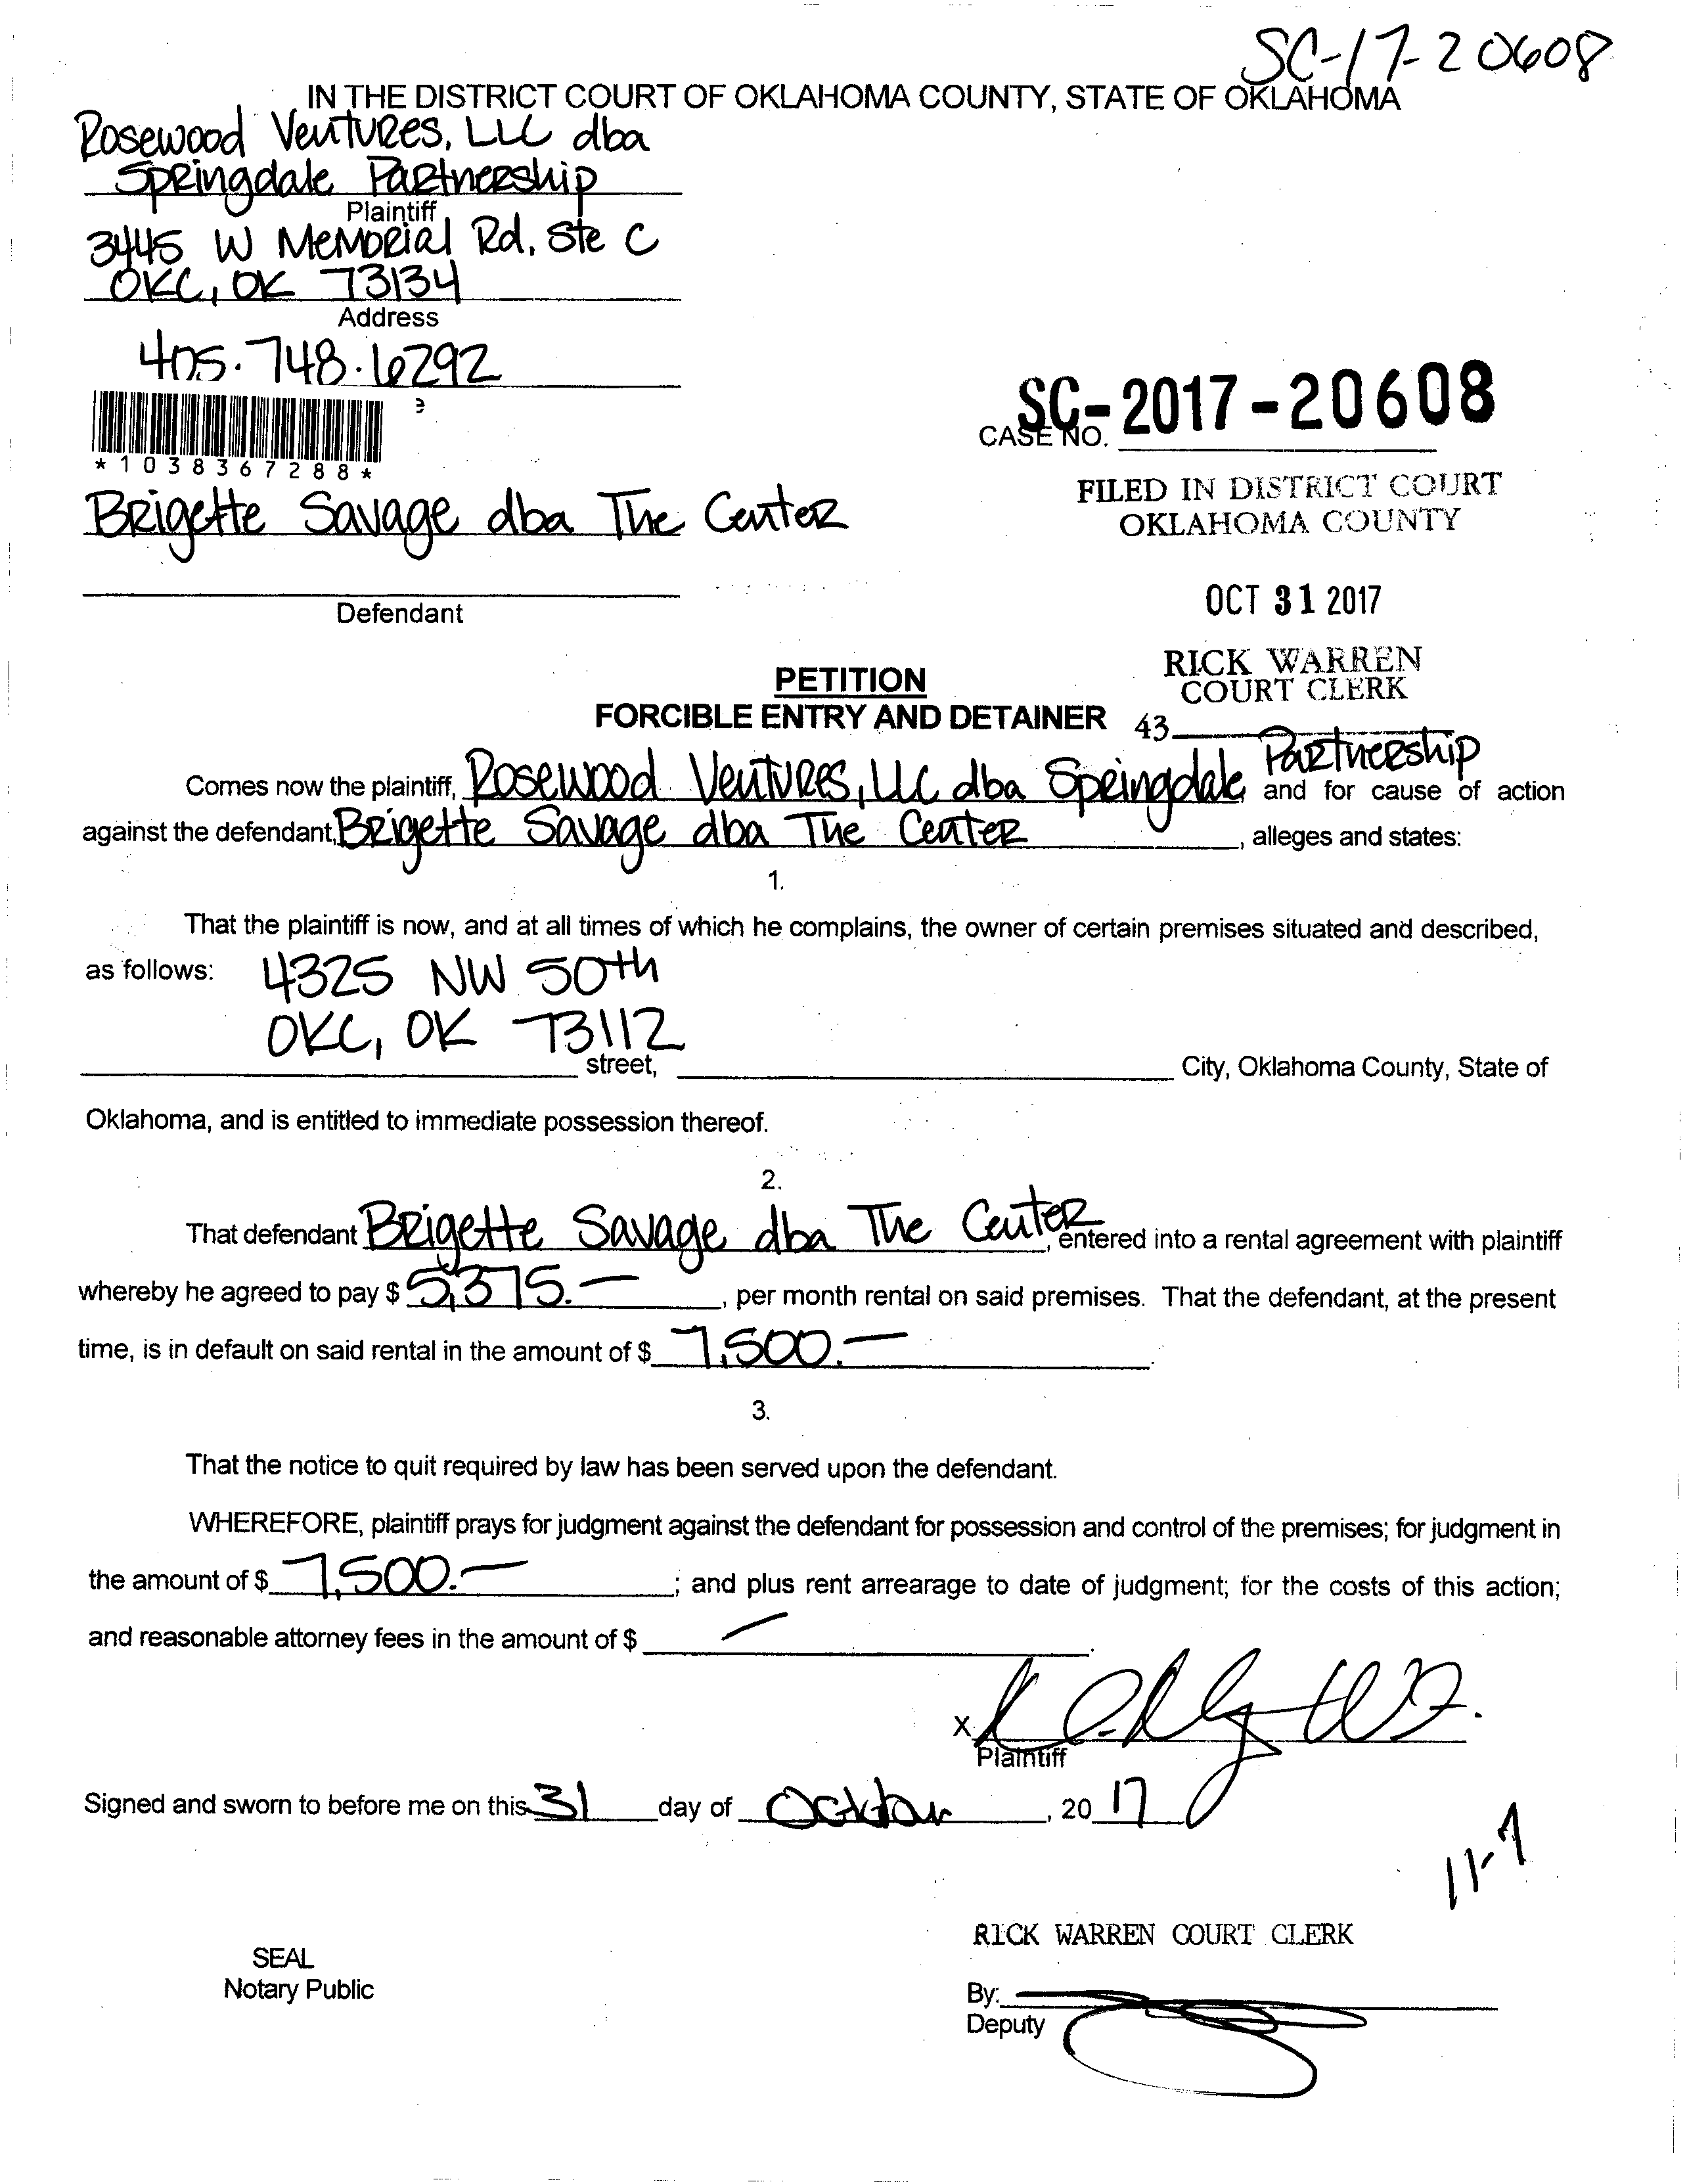 SC-17-20608
IN THE DISTRICT COURT OF OKLAHOMA COUNTY, STATE OF OKLAHOMA
Rosewood Ventures, LLC dba
Springdale Partnership
Plaintiff
3445 W Memorial Rd, Ste C
OKC, OK 73134
Address
405.748.6292
*1038367288*
SC-2017-20608
CASE NO.
Brigette Savage dba The Center
Defendant
FILED IN DISTRICT COURT
OKLAHOMA COUNTY
OCT 31 2017
RICK WARREN
COURT CLERK
43
PETITION
FORCIBLE ENTRY AND DETAINER
Comes now the plaintiff, Rosewood Ventures, LLC dba Springdale Partnership and for cause of action
against the defendant, Brigette Savage dba The Center, alleges and states:
1.
That the plaintiff is now, and at all times of which he complains, the owner of certain premises situated and described,
as follows: 4325 NW 50th
OKC, OK 73112
street, City, Oklahoma County, State of
Oklahoma, and is entitled to immediate possession thereof.
2.
That defendant Brigette Savage dba The Center, entered into a rental agreement with plaintiff
whereby he agreed to pay $ 5,375.—, per month rental on said premises. That the defendant, at the present
time, is in default on said rental in the amount of $ 7,500.—.
3.
That the notice to quit required by law has been served upon the defendant.
WHEREFORE, plaintiff prays for judgment against the defendant for possession and control of the premises; for judgment in
the amount of $ 7,500.—; and plus rent arrearage to date of judgment; for the costs of this action;
and reasonable attorney fees in the amount of $ —.
X
Plaintiff
Signed and sworn to before me on this 31 day of October, 20 17
11-7
RICK WARREN COURT CLERK
SEAL
Notary Public
By:
Deputy